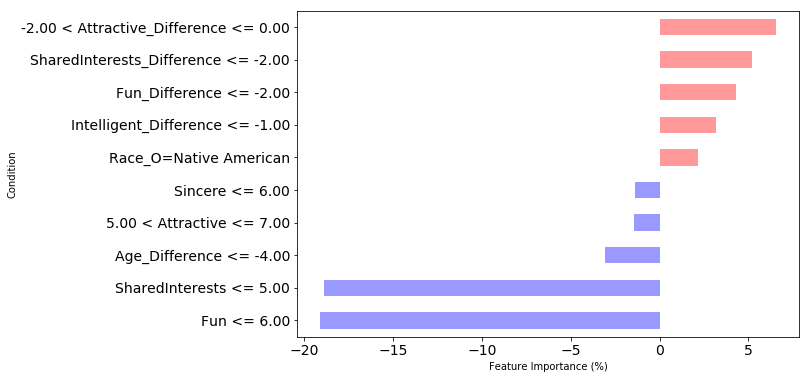 -2.00 < Attractive_Difference <= 0.00
SharedInterests_Difference <= -2.00
Fun_Difference <= -2.00
Intelligent_Difference <= -1.00
Race_O=Native American
Sincere <= 6.00
5.00 < Attractive <= 7.00
Age_Difference <= -4.00
SharedInterests <= 5.00
Fun <= 6.00
Condition
−20 −15 −10 −5 0 5
Feature Importance (%)